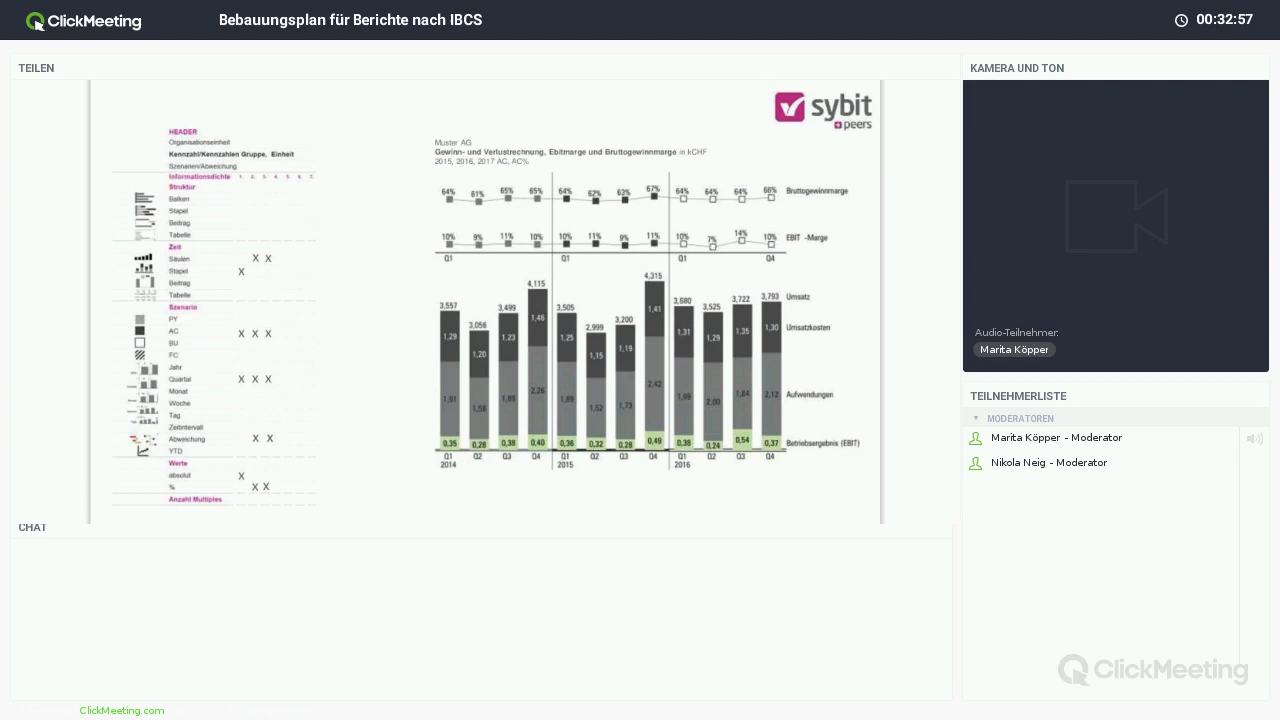 ClickMeeting
Bebauungsplan für Berichte nach IBCS
00:32:57
TEILEN
sybit
peers
HEADER
Organisationseinheit
Kennzahl/Kennzahlen Gruppe, Einheit
Szenarien/Abweichung
Informationsdichte 1. 2. 3. 4. 5. 6. 7.
Struktur
Balken
Stapel
Beitrag
Tabelle
Zeit
Säulen X X
Stapel X
Beitrag
Tabelle
Szenario
PY
AC X X X
BU
FC
Jahr
Quartal X X X
Monat
Woche
Tag
Zeitintervall
Abweichung X X
YTD
Werte
absolut X
% X X
Anzahl Multiples
Muster AG
Gewinn- und Verlustrechnung, Ebitmarge und Bruttogewinnmarge in kCHF
2015, 2016, 2017 AC, AC%
64% 61% 65% 65% 64% 62% 63% 67% 64% 64% 64% 66% Bruttogewinnmarge
10% 9% 11% 10% 10% 11% 9% 11% 10% 7% 14% 10% EBIT -Marge
Q1 Q1 Q1 Q4
3,557 3,056 3,499 4,115 3,505 2,999 3,200 4,315 3,680 3,525 3,722 3,793 Umsatz
1,29 1,20 1,23 1,46 1,25 1,15 1,19 1,41 1,31 1,29 1,35 1,30 Umsatzkosten
1,91 1,58 1,89 2,26 1,89 1,52 1,73 2,42 1,99 2,00 1,84 2,12 Aufwendungen
0,35 0,28 0,38 0,40 0,36 0,32 0,28 0,49 0,38 0,24 0,54 0,37 Betriebsergebnis (EBIT)
Q1 Q2 Q3 Q4 Q1 Q2 Q3 Q4 Q1 Q2 Q3 Q4
2014 2015 2016
CHAT
KAMERA UND TON
Audio-Teilnehmer:
Marita Köpper
TEILNEHMERLISTE
MODERATOREN
Marita Köpper - Moderator
Nikola Neig - Moderator
ClickMeeting
ClickMeeting.com